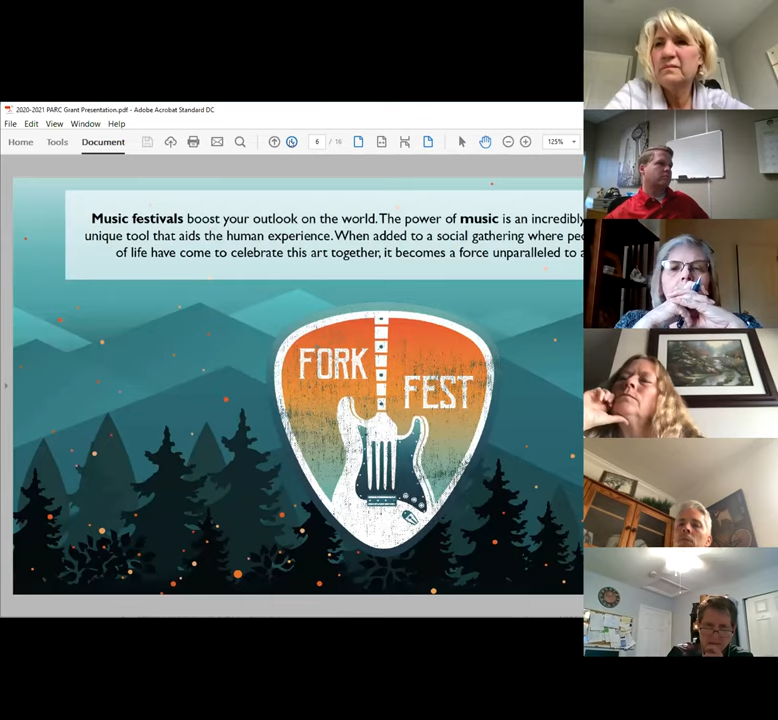 2020-2021 PARC Grant Presentation.pdf - Adobe Acrobat Standard DC
File Edit View Window Help
Home Tools Document 6 / 16 125%
Music festivals boost your outlook on the world. The power of music is an incredibly
unique tool that aids the human experience. When added to a social gathering where
of life have come to celebrate this art together, it becomes a force unparalleled to
FORK
FEST